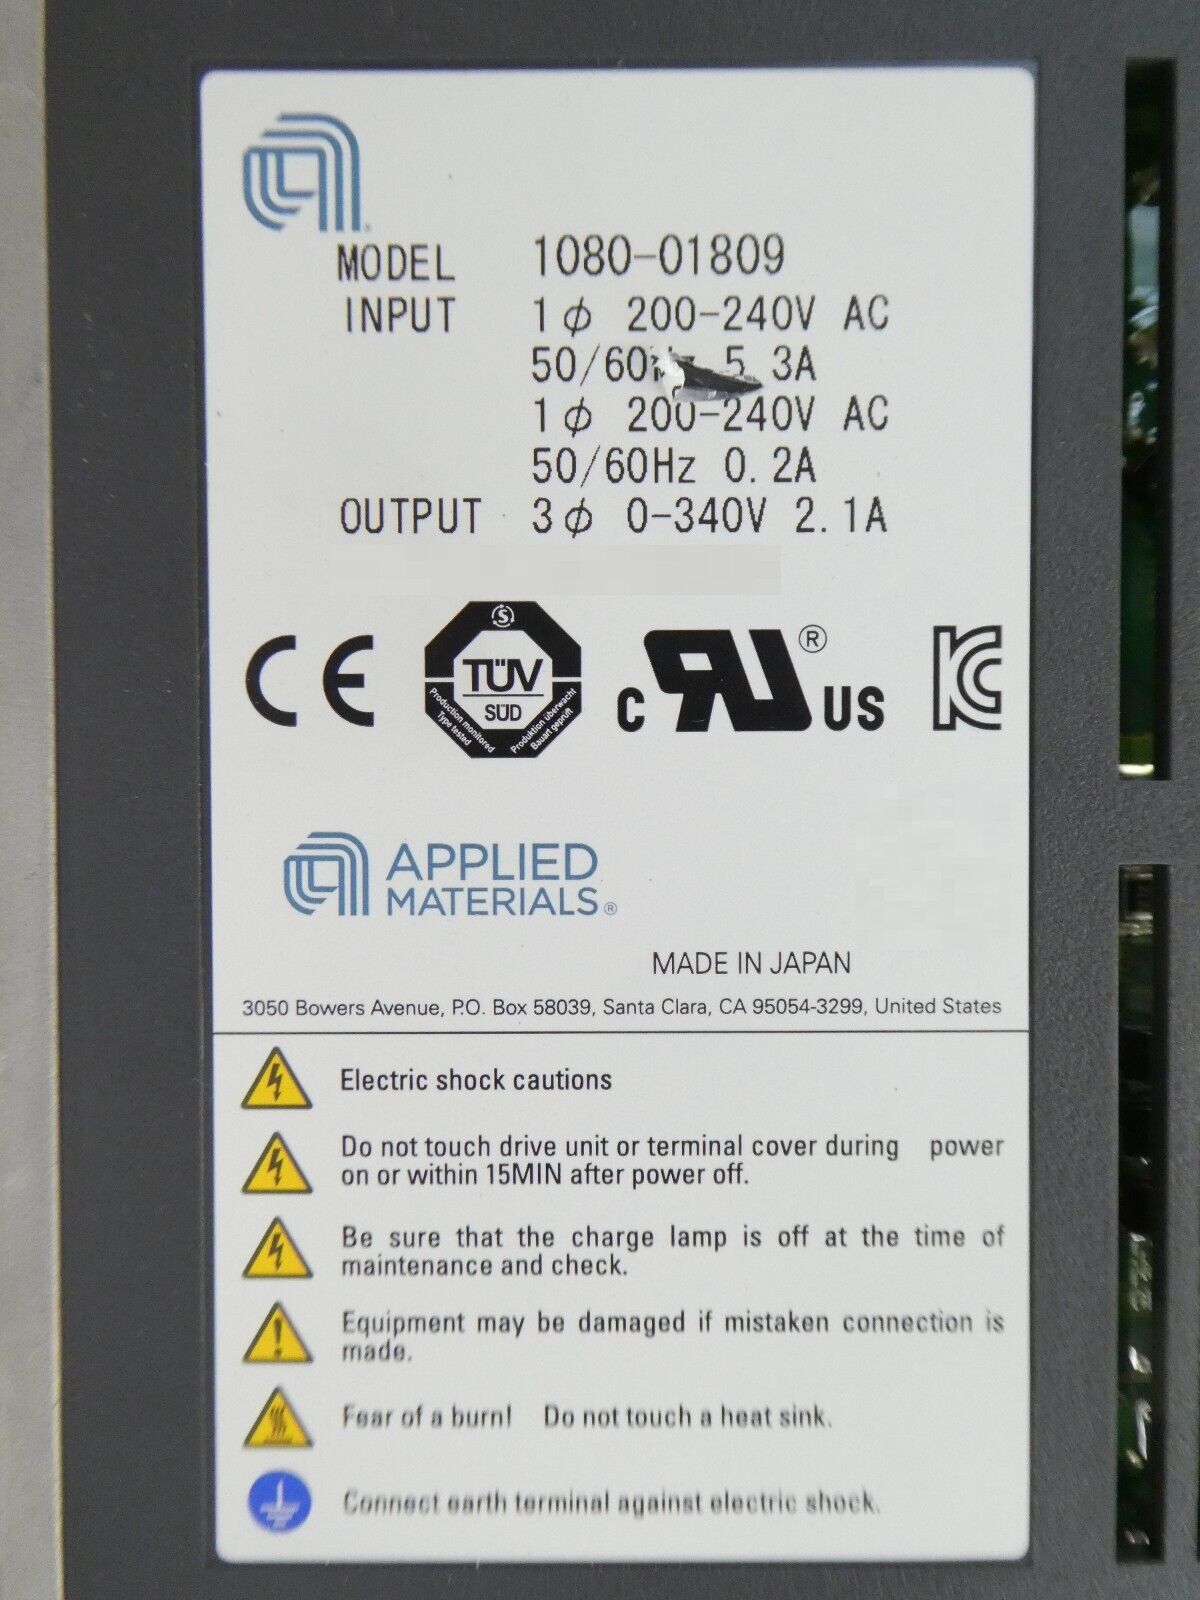 MODEL 1080-01809
INPUT 1φ 200-240V AC
50/60 5.3A
1φ 200-240V AC
50/60Hz 0.2A
OUTPUT 3φ 0-340V 2.1A
CE
S
TÜV
SÜD
Production monitored
Type tested
Produktion überwacht
Bauart geprüft
c RU ® US
KC
APPLIED
MATERIALS®
MADE IN JAPAN
3050 Bowers Avenue, P.O. Box 58039, Santa Clara, CA 95054-3299, United States
Electric shock cautions
Do not touch drive unit or terminal cover during power
on or within 15MIN after power off.
Be sure that the charge lamp is off at the time of
maintenance and check.
Equipment may be damaged if mistaken connection is
made.
Fear of a burn! Do not touch a heat sink.
Connect earth terminal against electric shock.